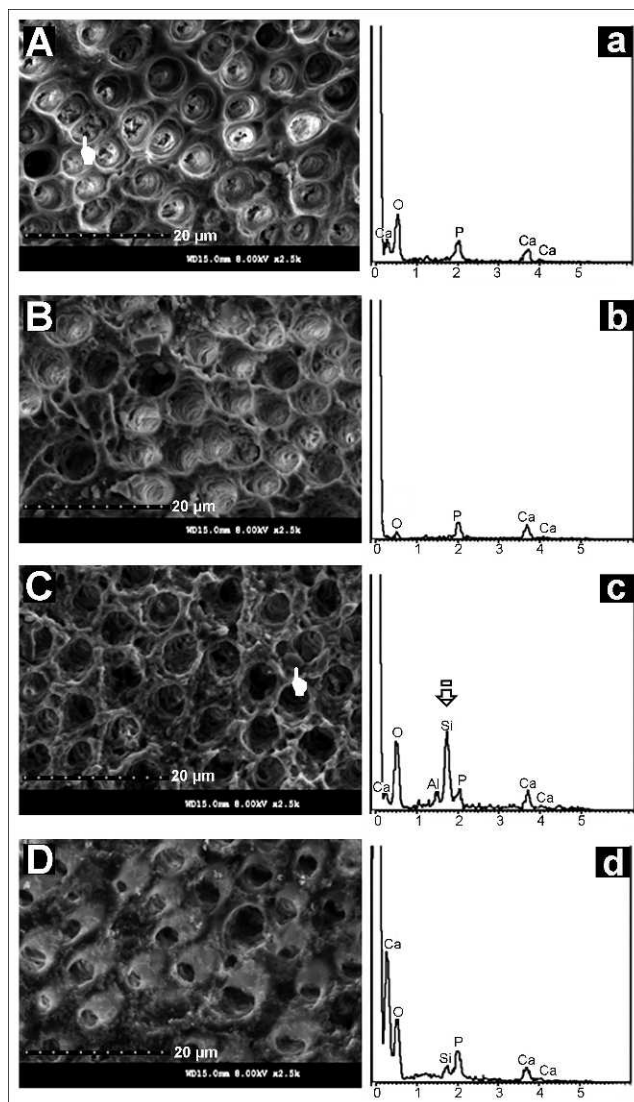 A
20 µm
WD15.0mm 8.00kV x2.5k
a
Ca O P Ca Ca
0 1 2 3 4 5
B
20 µm
WD15.0mm 8.00kV x2.5k
b
O P Ca Ca
0 1 2 3 4 5
C
20 µm
WD15.0mm 8.00kV x2.5k
c
Si
Ca O Al P Ca Ca
0 1 2 3 4 5
D
20 µm
WD15.0mm 8.00kV x2.5k
d
Ca
O Si P Ca Ca
0 1 2 3 4 5